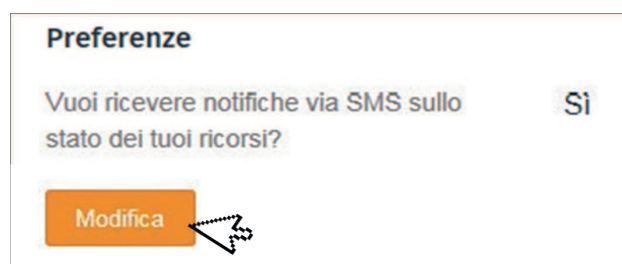 Preferenze
Vuoi ricevere notifiche via SMS sullo Sì
stato dei tuoi ricorsi?
Modifica